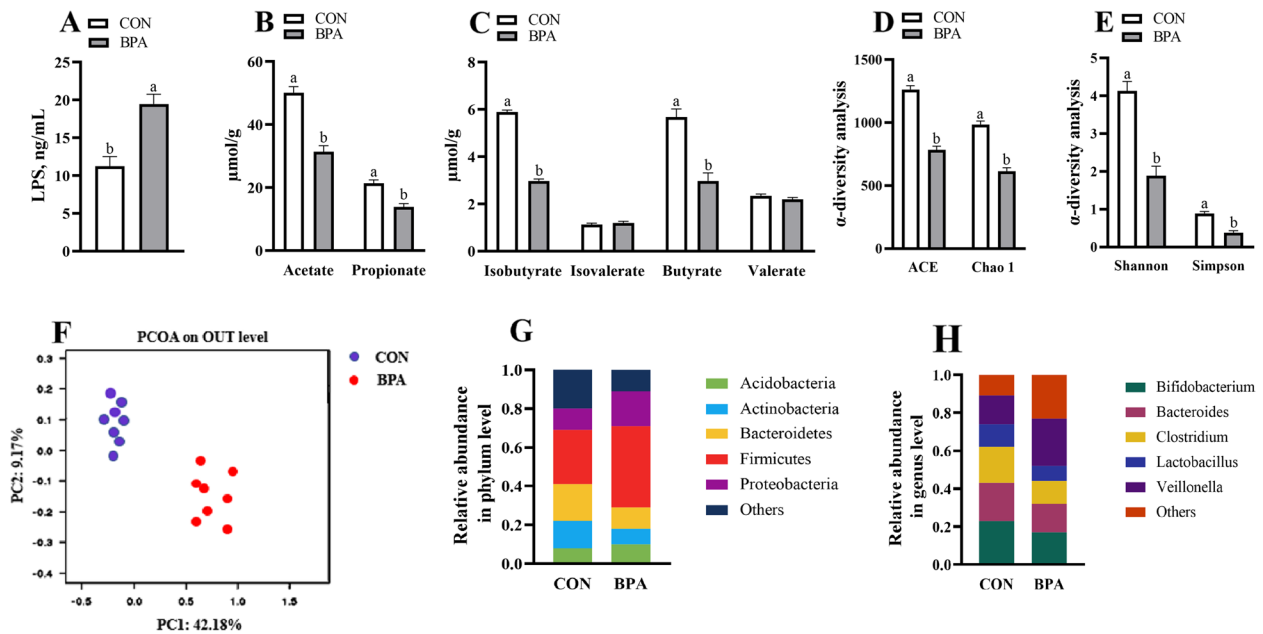 A
CON
BPA
LPS, ng/mL
25
20
15
10
5
0
b
a
B
CON
BPA
μmol/g
60
40
20
0
a
b
a
b
Acetate
Propionate
C
CON
BPA
μmol/g
8
6
4
2
0
a
b
a
b
Isobutyrate
Isovalerate
Butyrate
Valerate
D
CON
BPA
α-diversity analysis
1500
1000
500
0
a
b
a
b
ACE
Chao 1
E
CON
BPA
α-diversity analysis
5
4
3
2
1
0
a
b
a
b
Shannon
Simpson
F
PCOA on OUT level
CON
BPA
PC2: 9.17%
0.3
0.2
0.1
0.0
-0.1
-0.2
-0.3
-0.4
-0.5
0.0
0.5
1.0
1.5
PC1: 42.18%
G
Relative abundance
in phylum level
1.0
0.8
0.6
0.4
0.2
0.0
CON
BPA
Acidobacteria
Actinobacteria
Bacteroidetes
Firmicutes
Proteobacteria
Others
H
Relative abundance
in genus level
1.0
0.8
0.6
0.4
0.2
0.0
CON
BPA
Bifidobacterium
Bacteroides
Clostridium
Lactobacillus
Veillonella
Others